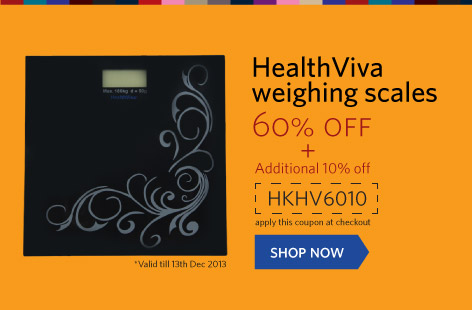 HealthViva
weighing scales
60% OFF
+
Additional 10% off
HKHV6010
apply this coupon at checkout
SHOP NOW
*Valid till 13th Dec 2013